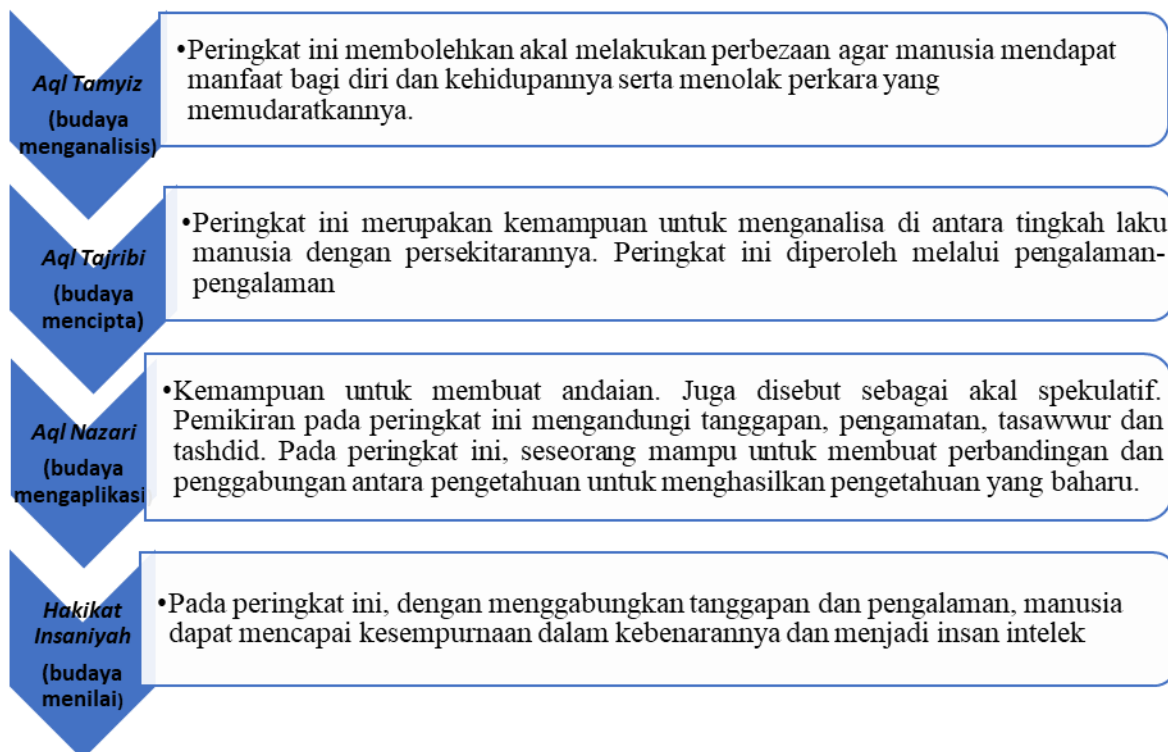 Aql Tamyiz
(budaya
menganalisis)
•Peringkat ini membolehkan akal melakukan perbezaan agar manusia mendapat
manfaat bagi diri dan kehidupannya serta menolak perkara yang
memudaratkannya.
Aql Tajribi
(budaya
mencipta)
•Peringkat ini merupakan kemampuan untuk menganalisa di antara tingkah laku
manusia dengan persekitarannya. Peringkat ini diperoleh melalui pengalaman-
pengalaman
Aql Nazari
(budaya
mengaplikasi)
•Kemampuan untuk membuat andaian. Juga disebut sebagai akal spekulatif.
Pemikiran pada peringkat ini mengandungi tanggapan, pengamatan, tasawwur dan
tashdid. Pada peringkat ini, seseorang mampu untuk membuat perbandingan dan
penggabungan antara pengetahuan untuk menghasilkan pengetahuan yang baharu.
Hakikat
Insaniyah
(budaya
menilai)
•Pada peringkat ini, dengan menggabungkan tanggapan dan pengalaman, manusia
dapat mencapai kesempurnaan dalam kebenarannya dan menjadi insan intelek